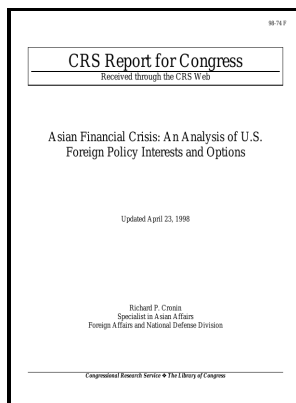 98-74 F
CRS Report for Congress
Received through the CRS Web
Asian Financial Crisis: An Analysis of U.S.
Foreign Policy Interests and Options
Updated April 23, 1998
Richard P. Cronin
Specialist in Asian Affairs
Foreign Affairs and National Defense Division
Congressional Research Service ❖ The Library of Congress